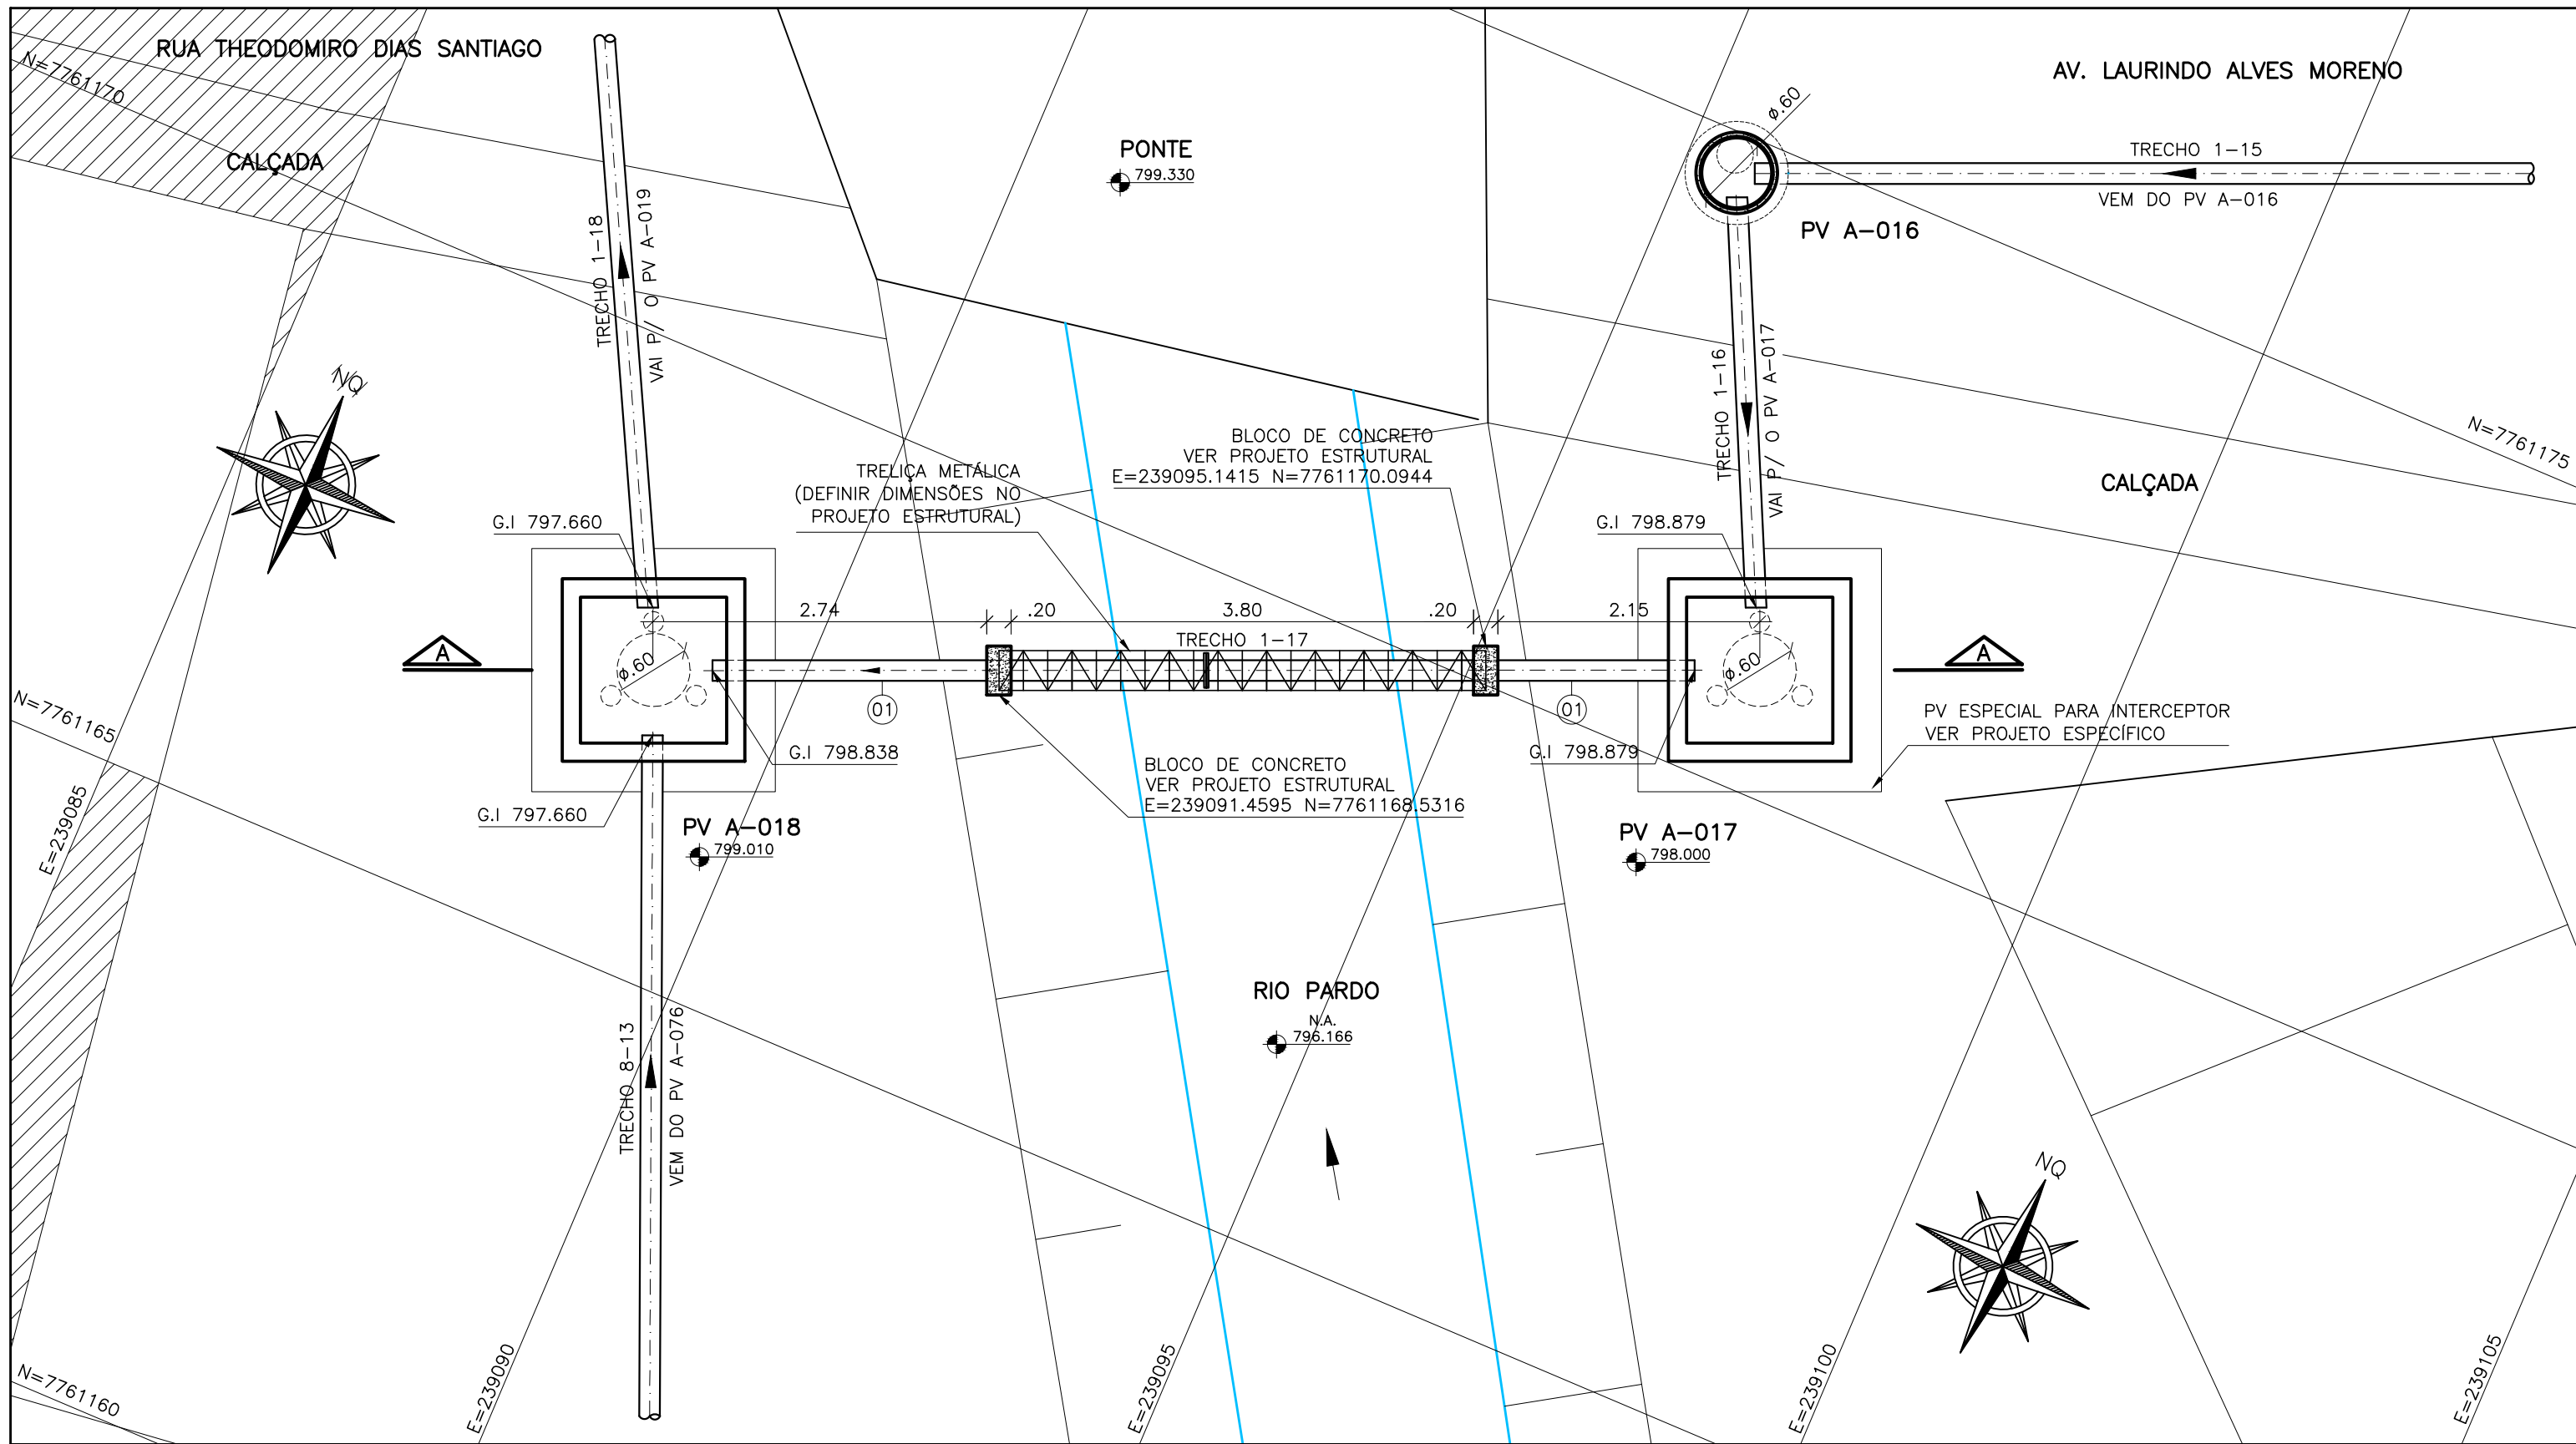 RUA THEODOMIRO DIAS SANTIAGO
N=7761170
CALÇADA
TRECHO 1-18
VAI P/ O PV A-019
PONTE
799.330
AV. LAURINDO ALVES MORENO
ø.60
TRECHO 1-15
VEM DO PV A-016
PV A-016
TRECHO 1-16
VAI P/ O PV A-017
N=7761175
CALÇADA
NQ
BLOCO DE CONCRETO
VER PROJETO ESTRUTURAL
E=239095.1415 N=7761170.0944
TRELIÇA METÁLICA
(DEFINIR DIMENSÕES NO
PROJETO ESTRUTURAL)
G.I 797.660
G.I 798.879
2.74
.20
3.80
.20
2.15
TRECHO 1-17
A
ø.60
ø.60
A
01
01
G.I 798.838
G.I 798.879
PV ESPECIAL PARA INTERCEPTOR
VER PROJETO ESPECÍFICO
BLOCO DE CONCRETO
VER PROJETO ESTRUTURAL
E=239091.4595 N=7761168.5316
N=7761165
E=239085
G.I 797.660
PV A-018
799.010
PV A-017
798.000
RIO PARDO
N.A.
796.166
TRECHO 8-13
VEM DO PV A-076
NQ
N=7761160
E=239090
E=239095
E=239100
E=239105